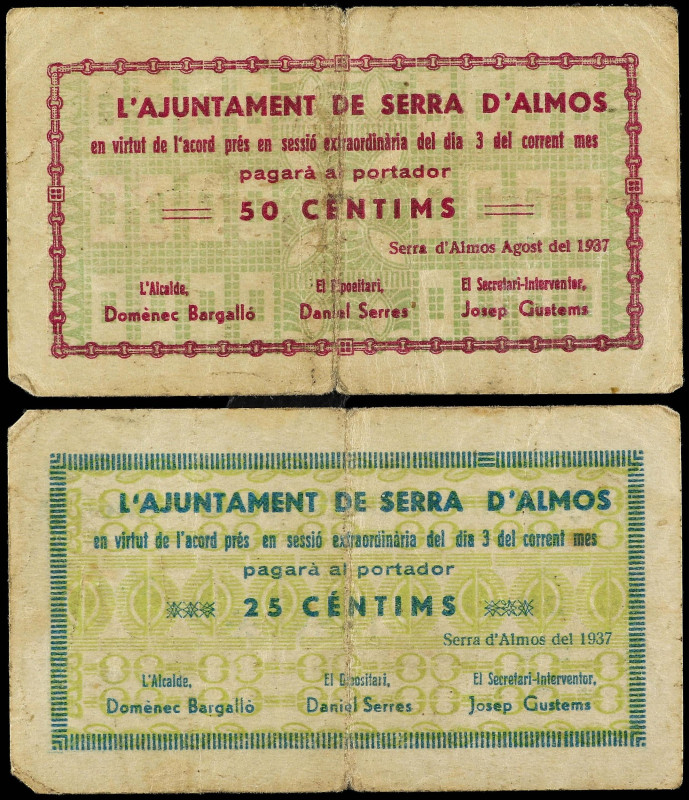 L'AJUNTAMENT DE SERRA D'ALMOS
en virtut de l'acord prés en sessió extraordinària del dia 3 del corrent mes
pagarà al portador
50 CÉNTIMS
Serra d'Almos Agost del 1937
L'Alcalde, El Dipositari, El Secretari-Interventor,
Domènec Bargalló Daniel Serres Josep Gustems
L'AJUNTAMENT DE SERRA D'ALMOS
en virtut de l'acord prés en sessió extraordinària del dia 3 del corrent mes
pagarà al portador
25 CÉNTIMS
Serra d'Almos del 1937
L'Alcalde, El Dipositari, El Secretari-Interventor,
Domènec Bargalló Daniel Serres Josep Gustems